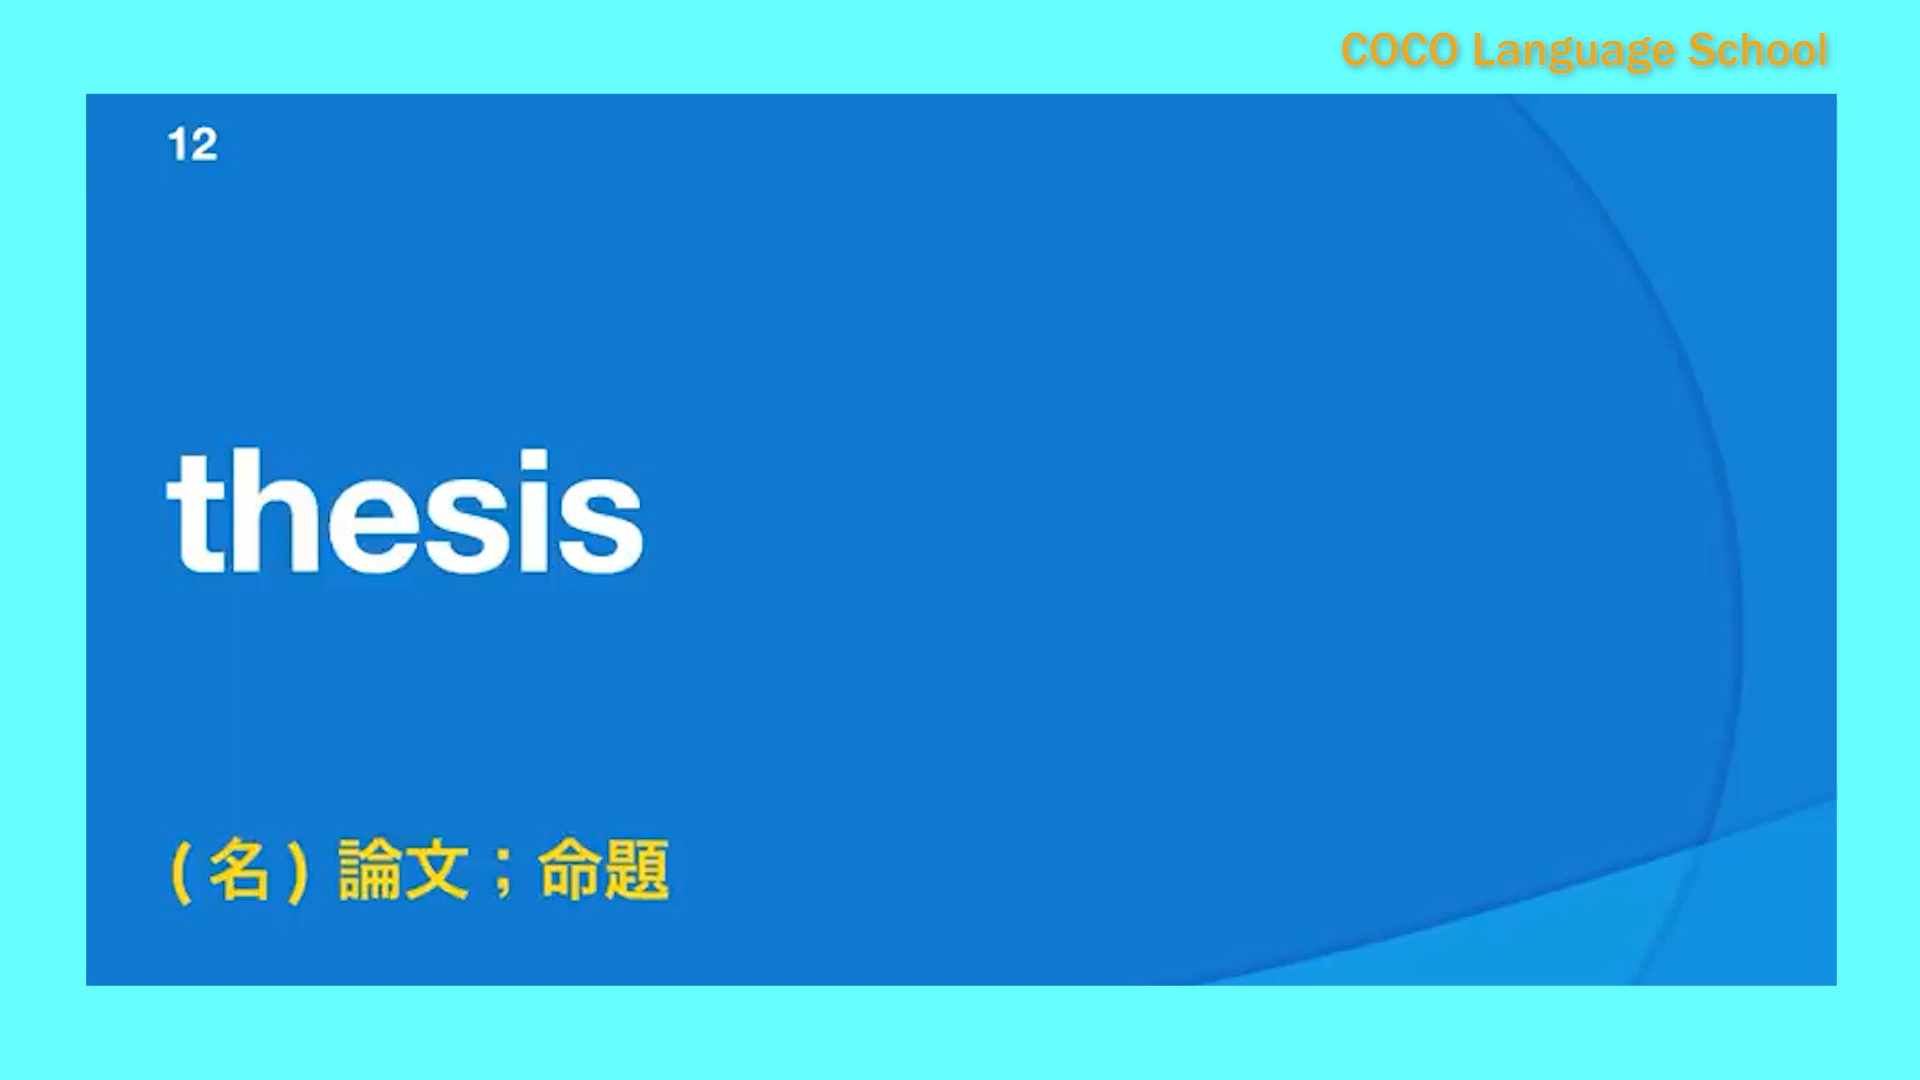 COCO Language School
12
thesis
(名) 論文；命題